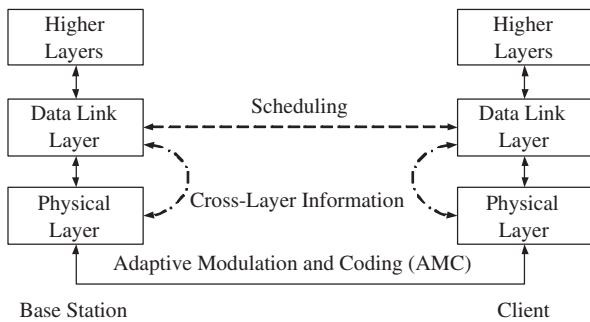 Higher
Layers
Higher
Layers
Scheduling
Data Link
Layer
Data Link
Layer
Cross-Layer Information
Physical
Layer
Physical
Layer
Adaptive Modulation and Coding (AMC)
Base Station
Client